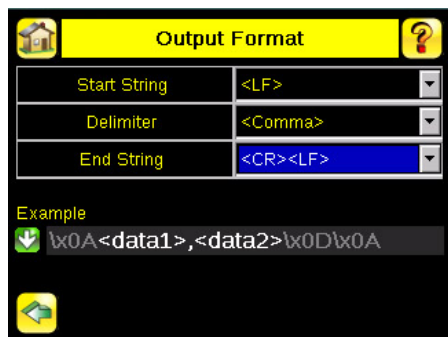 Output Format
Start String <LF>
Delimiter <Comma>
End String <CR><LF>
Example
\x0A<data1>,<data2>\x0D\x0A